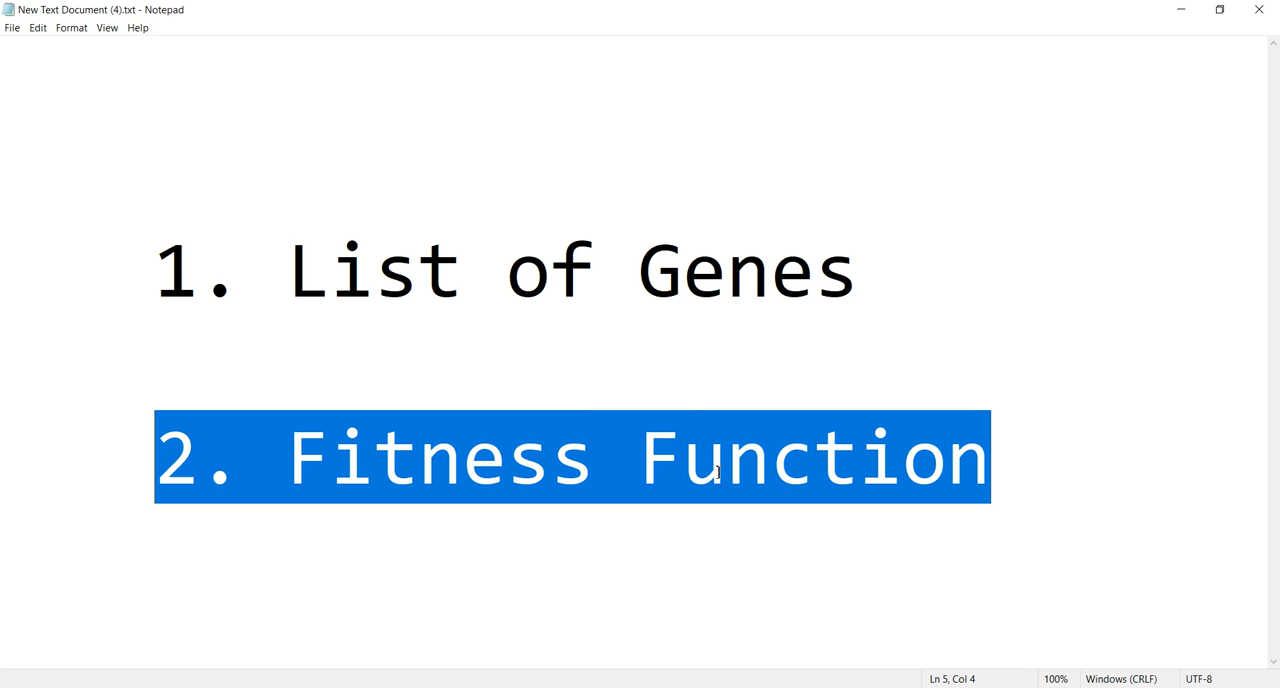 New Text Document (4).txt - Notepad
File Edit Format View Help
1. List of Genes
2. Fitness Function
Ln 5, Col 4 100% Windows (CRLF) UTF-8